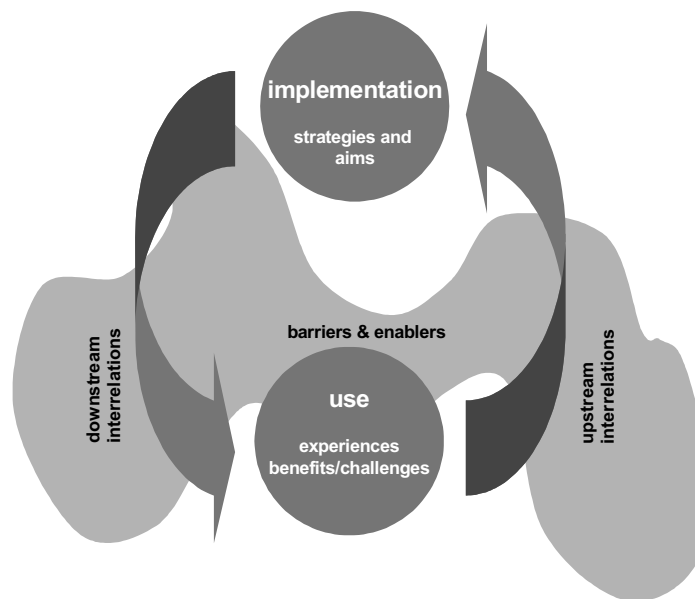 implementation
strategies and
aims
barriers & enablers
downstream
interrelations
upstream
interrelations
use
experiences
benefits/challenges